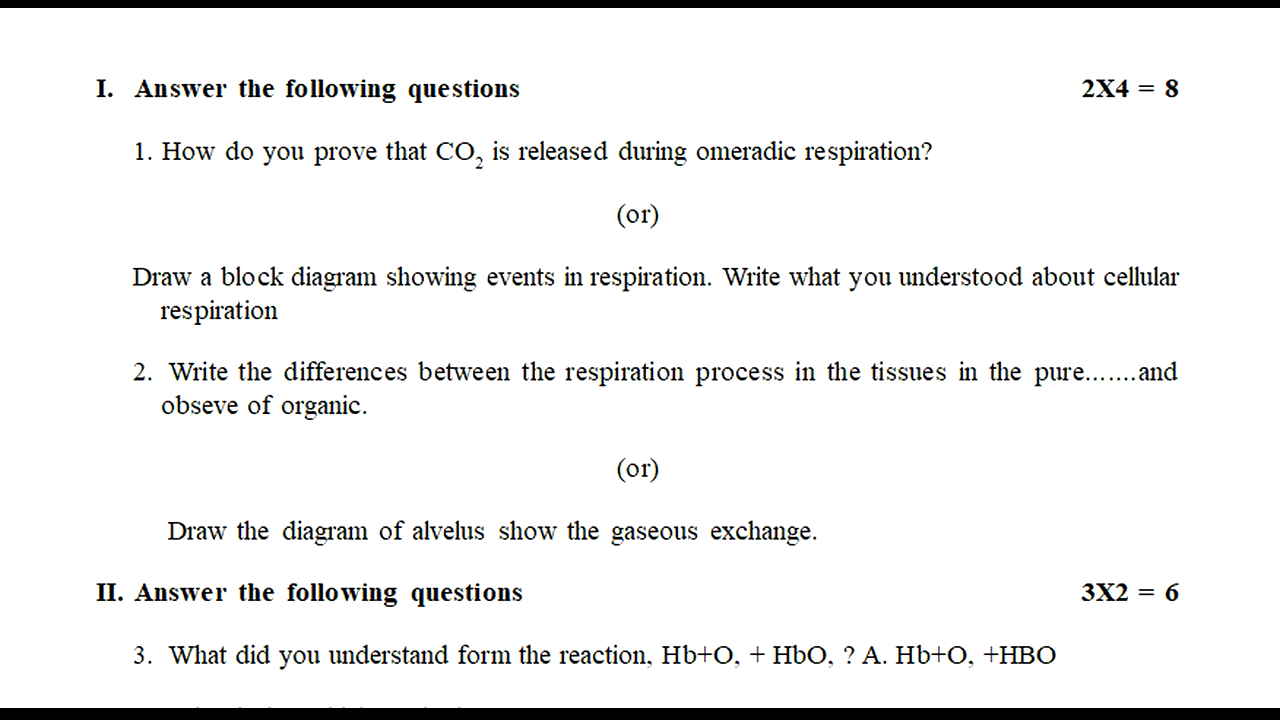 I. Answer the following questions 2X4 = 8
1. How do you prove that CO₂ is released during omeradic respiration?
(or)
Draw a block diagram showing events in respiration. Write what you understood about cellular
respiration
2. Write the differences between the respiration process in the tissues in the pure.......and
obseve of organic.
(or)
Draw the diagram of alvelus show the gaseous exchange.
II. Answer the following questions 3X2 = 6
3. What did you understand form the reaction, Hb+O, + HbO, ? A. Hb+O, +HBO